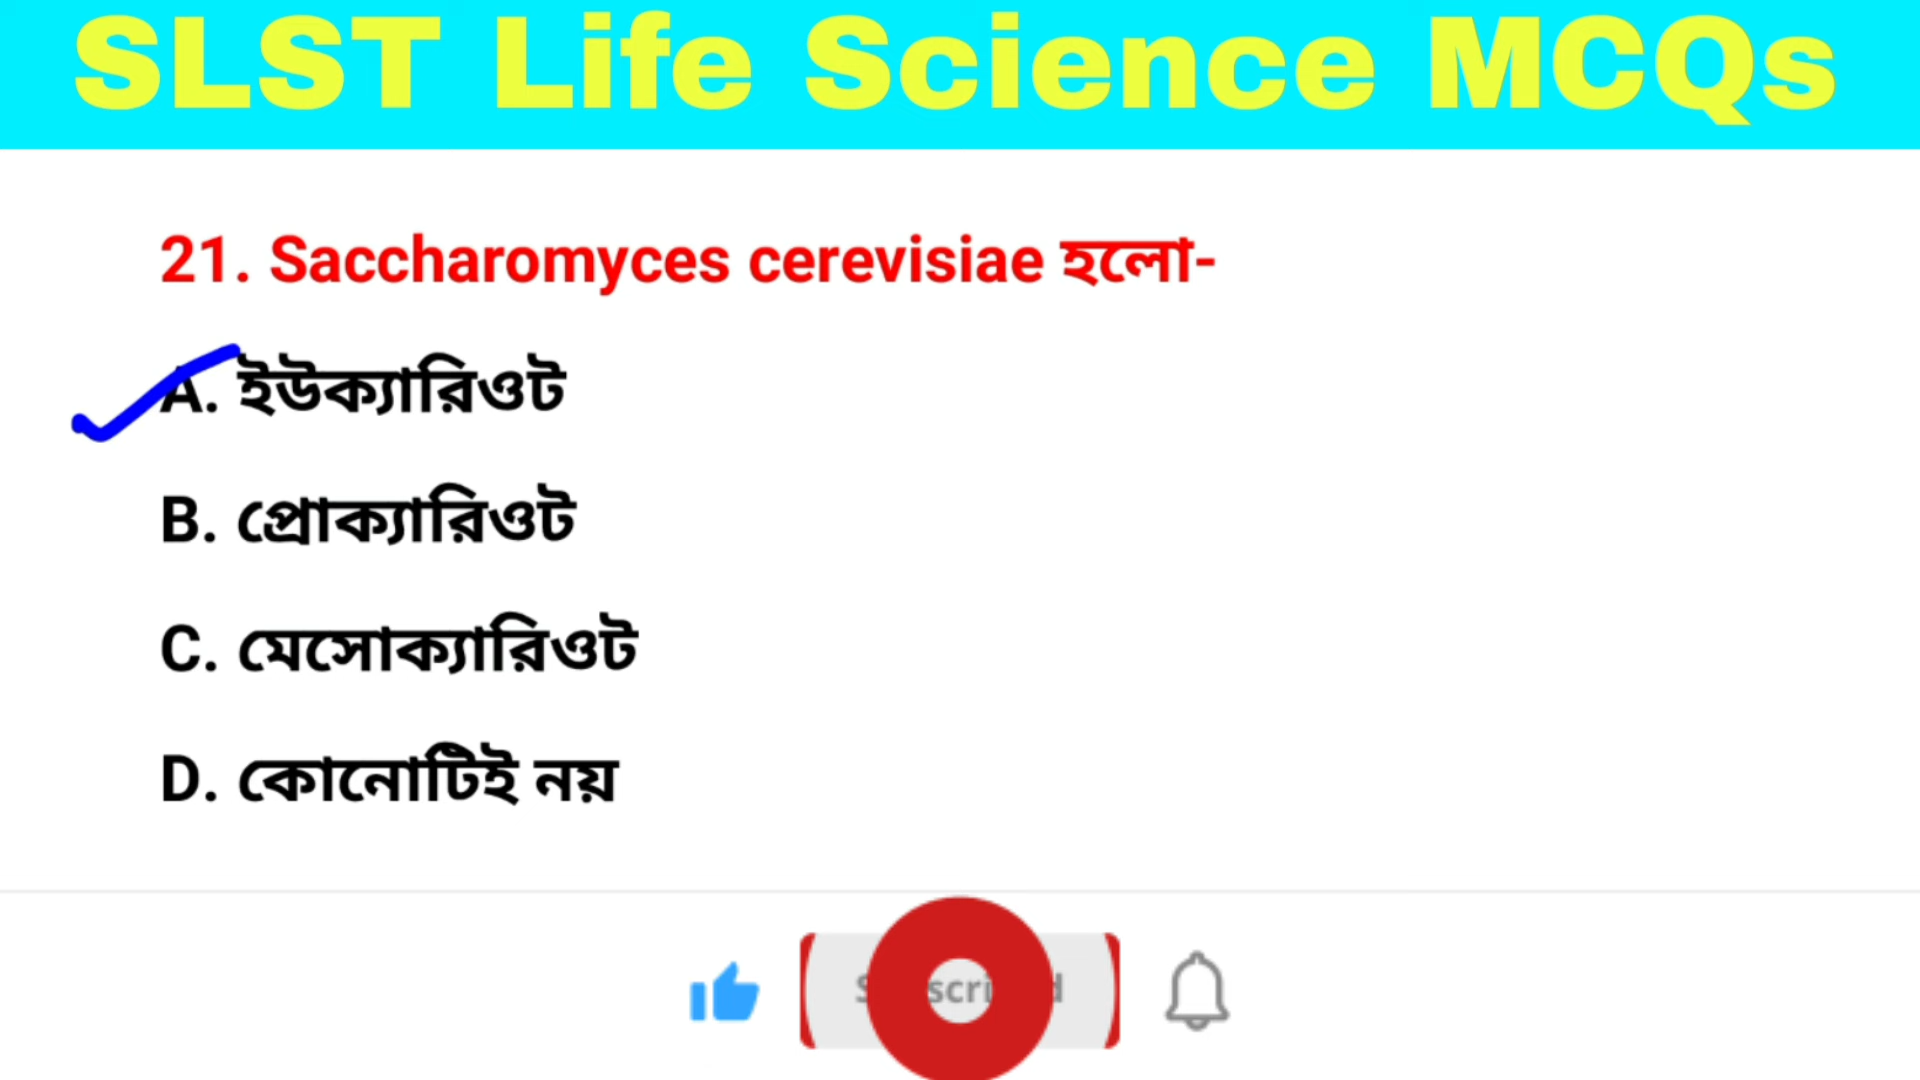 SLST Life Science MCQs
21. Saccharomyces cerevisiae হলো-
A. ইউক্যারিওট
B. প্রোক্যারিওট
C. মেসোক্যারিওট
D. কোনোটিই নয়